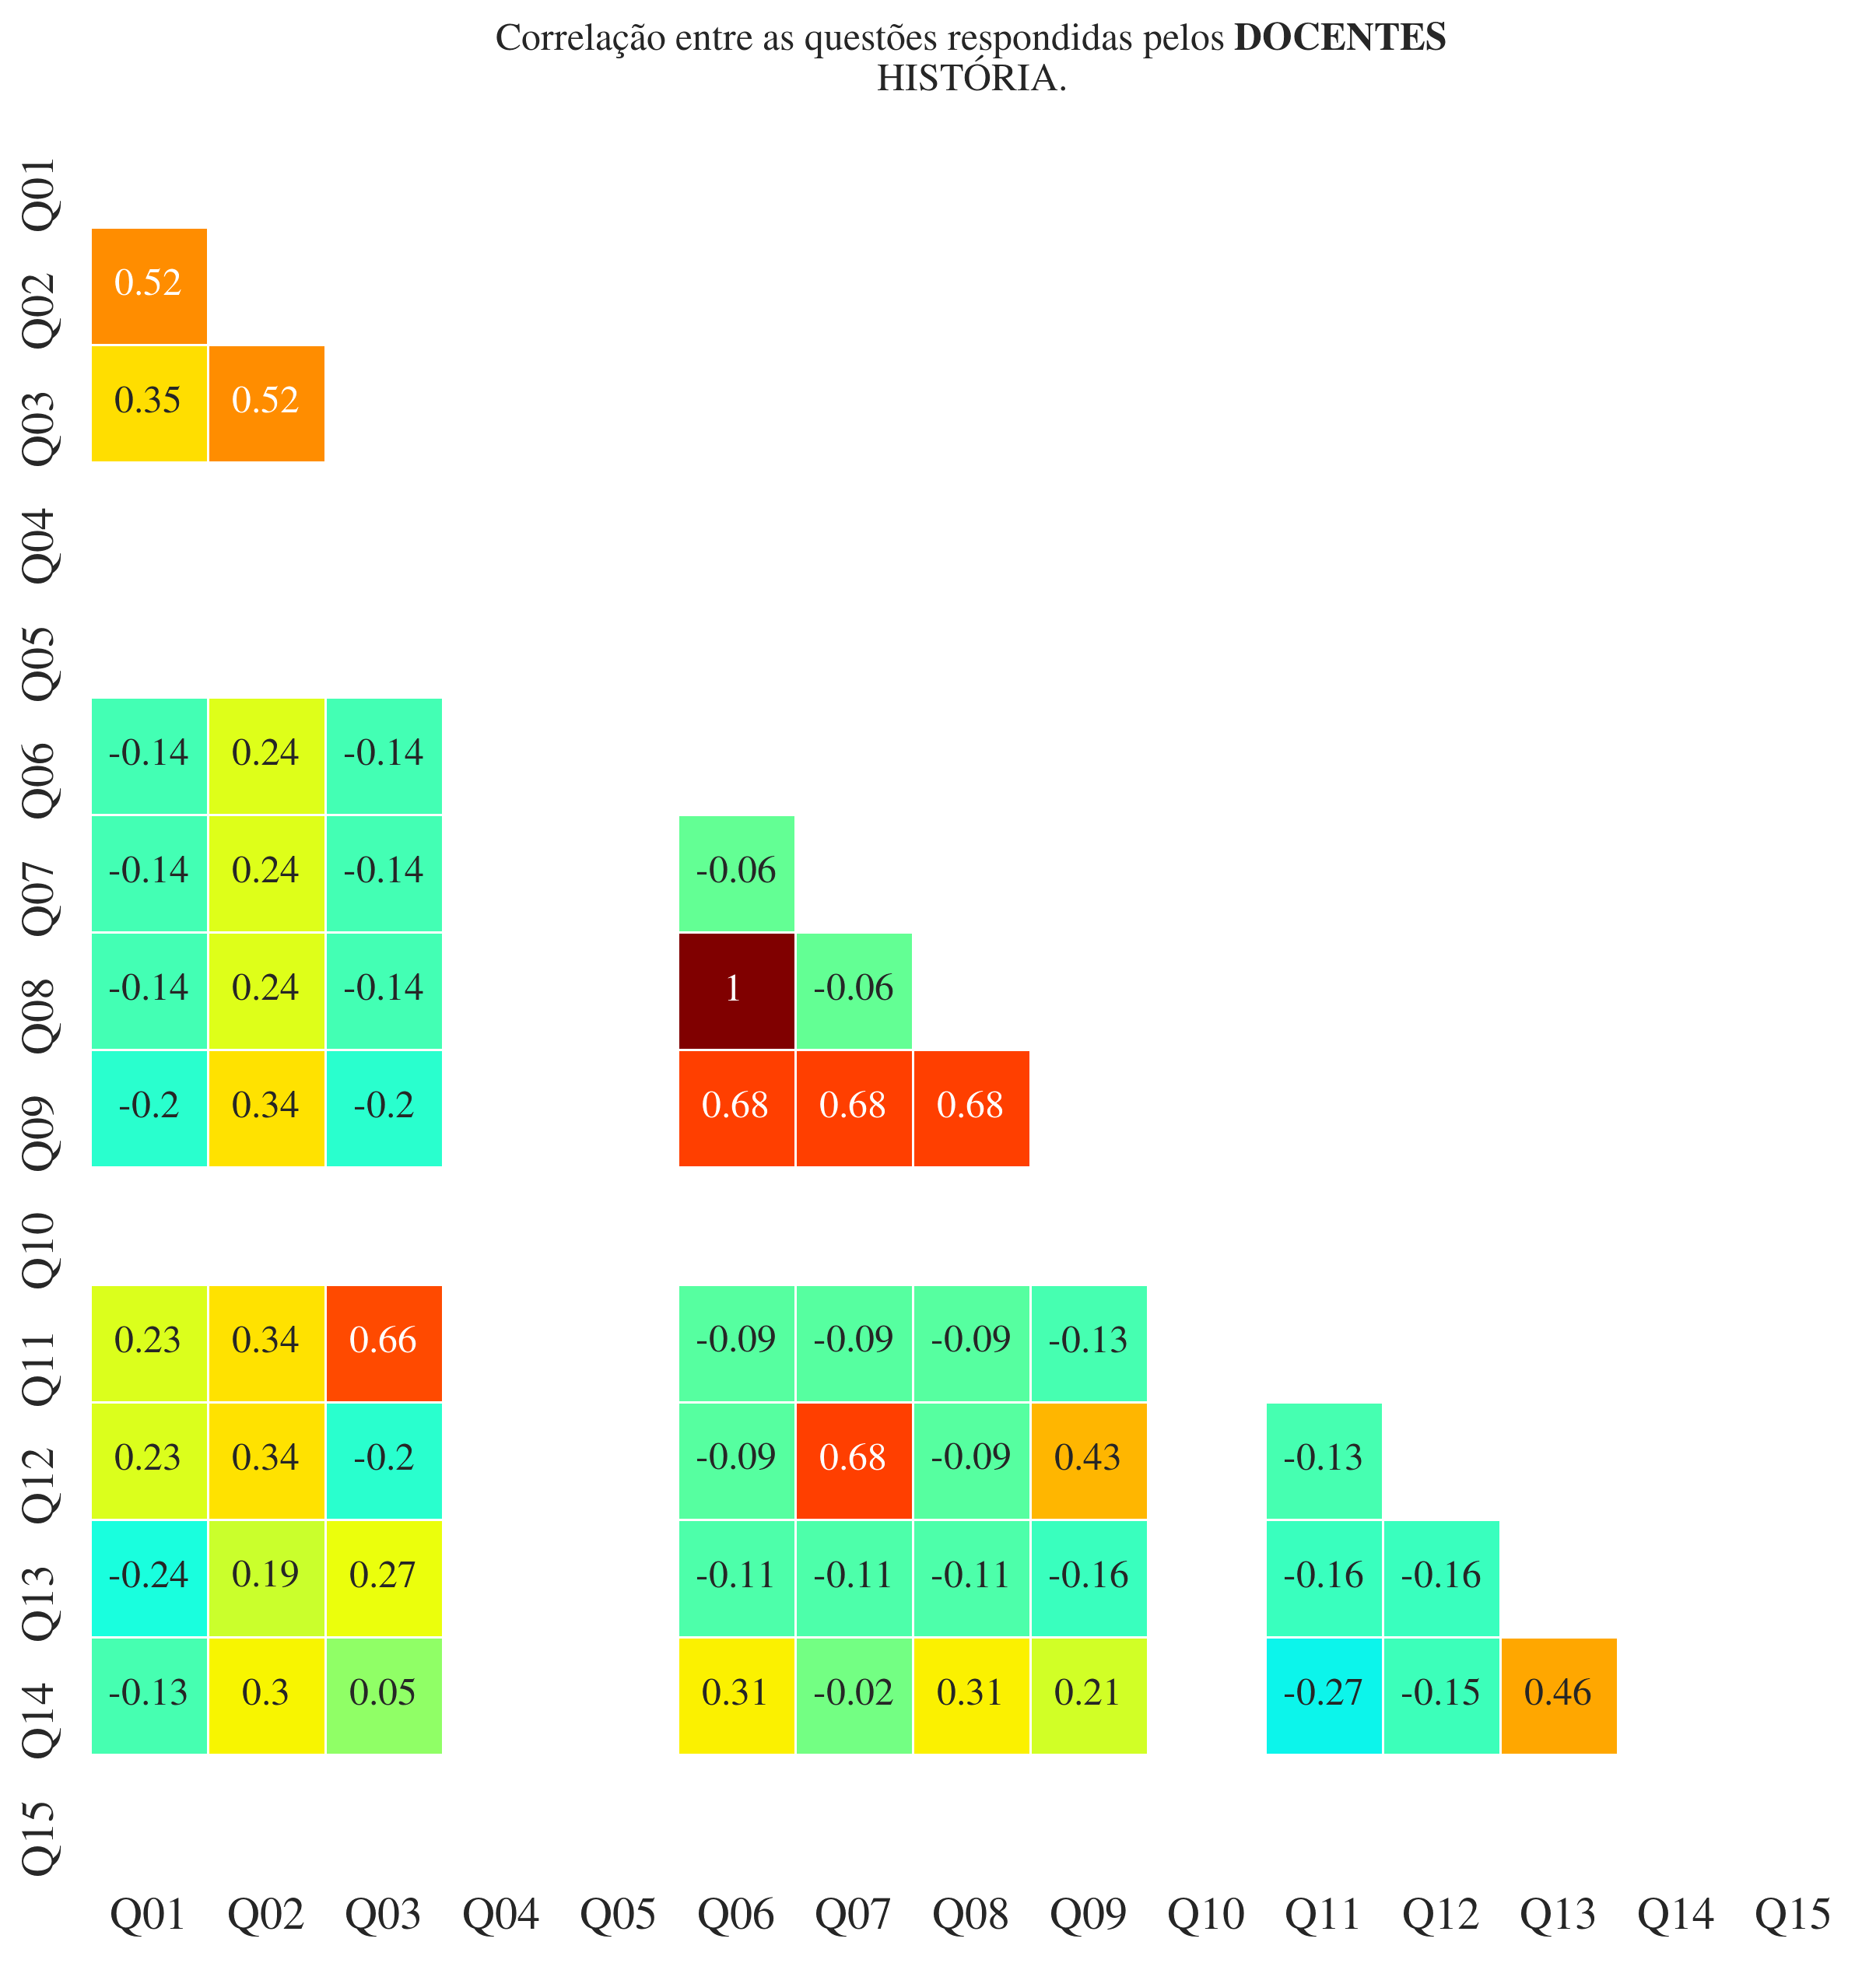 Correlação entre as questões respondidas pelos DOCENTES
HISTÓRIA.
Q01
Q02 0.52
Q03 0.35 0.52
Q04
Q05
Q06 -0.14 0.24 -0.14
Q07 -0.14 0.24 -0.14 -0.06
Q08 -0.14 0.24 -0.14 1 -0.06
Q09 -0.2 0.34 -0.2 0.68 0.68 0.68
Q10
Q11 0.23 0.34 0.66 -0.09 -0.09 -0.09 -0.13
Q12 0.23 0.34 -0.2 -0.09 0.68 -0.09 0.43 -0.13
Q13 -0.24 0.19 0.27 -0.11 -0.11 -0.11 -0.16 -0.16 -0.16
Q14 -0.13 0.3 0.05 0.31 -0.02 0.31 0.21 -0.27 -0.15 0.46
Q15
Q01 Q02 Q03 Q04 Q05 Q06 Q07 Q08 Q09 Q10 Q11 Q12 Q13 Q14 Q15